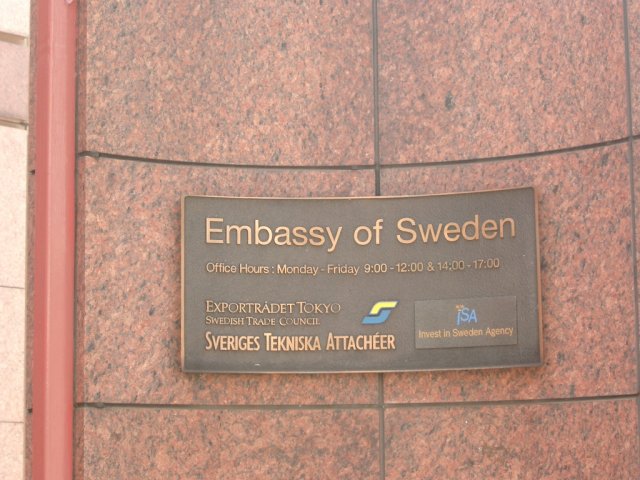 Embassy of Sweden
Office Hours : Monday - Friday 9:00 - 12:00 & 14:00 - 17:00
EXPORTRÅDET TOKYO
SWEDISH TRADE COUNCIL
SVERIGES TEKNISKA ATTACHÉER
ISA
Invest in Sweden Agency